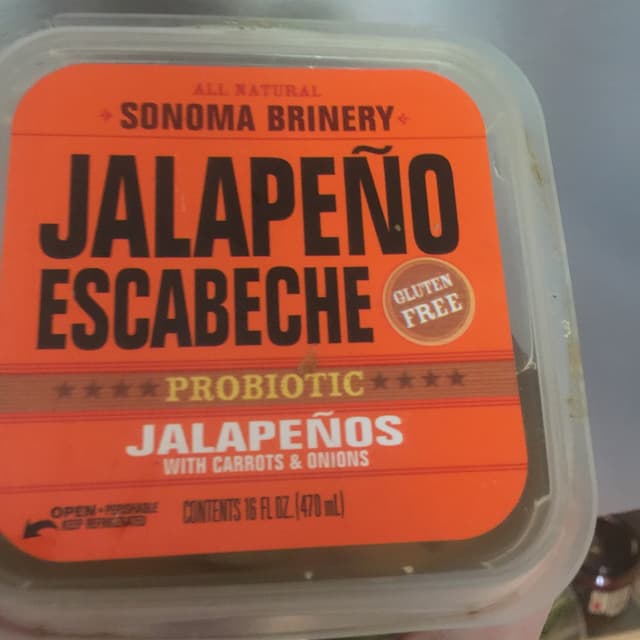 ALL NATURAL
SONOMA BRINERY
JALAPEÑO
ESCABECHE
GLUTEN
FREE
PROBIOTIC
JALAPEÑOS
WITH CARROTS & ONIONS
OPEN • PERISHABLE
KEEP REFRIGERATED
CONTENTS 16 FL OZ. (470 mL)